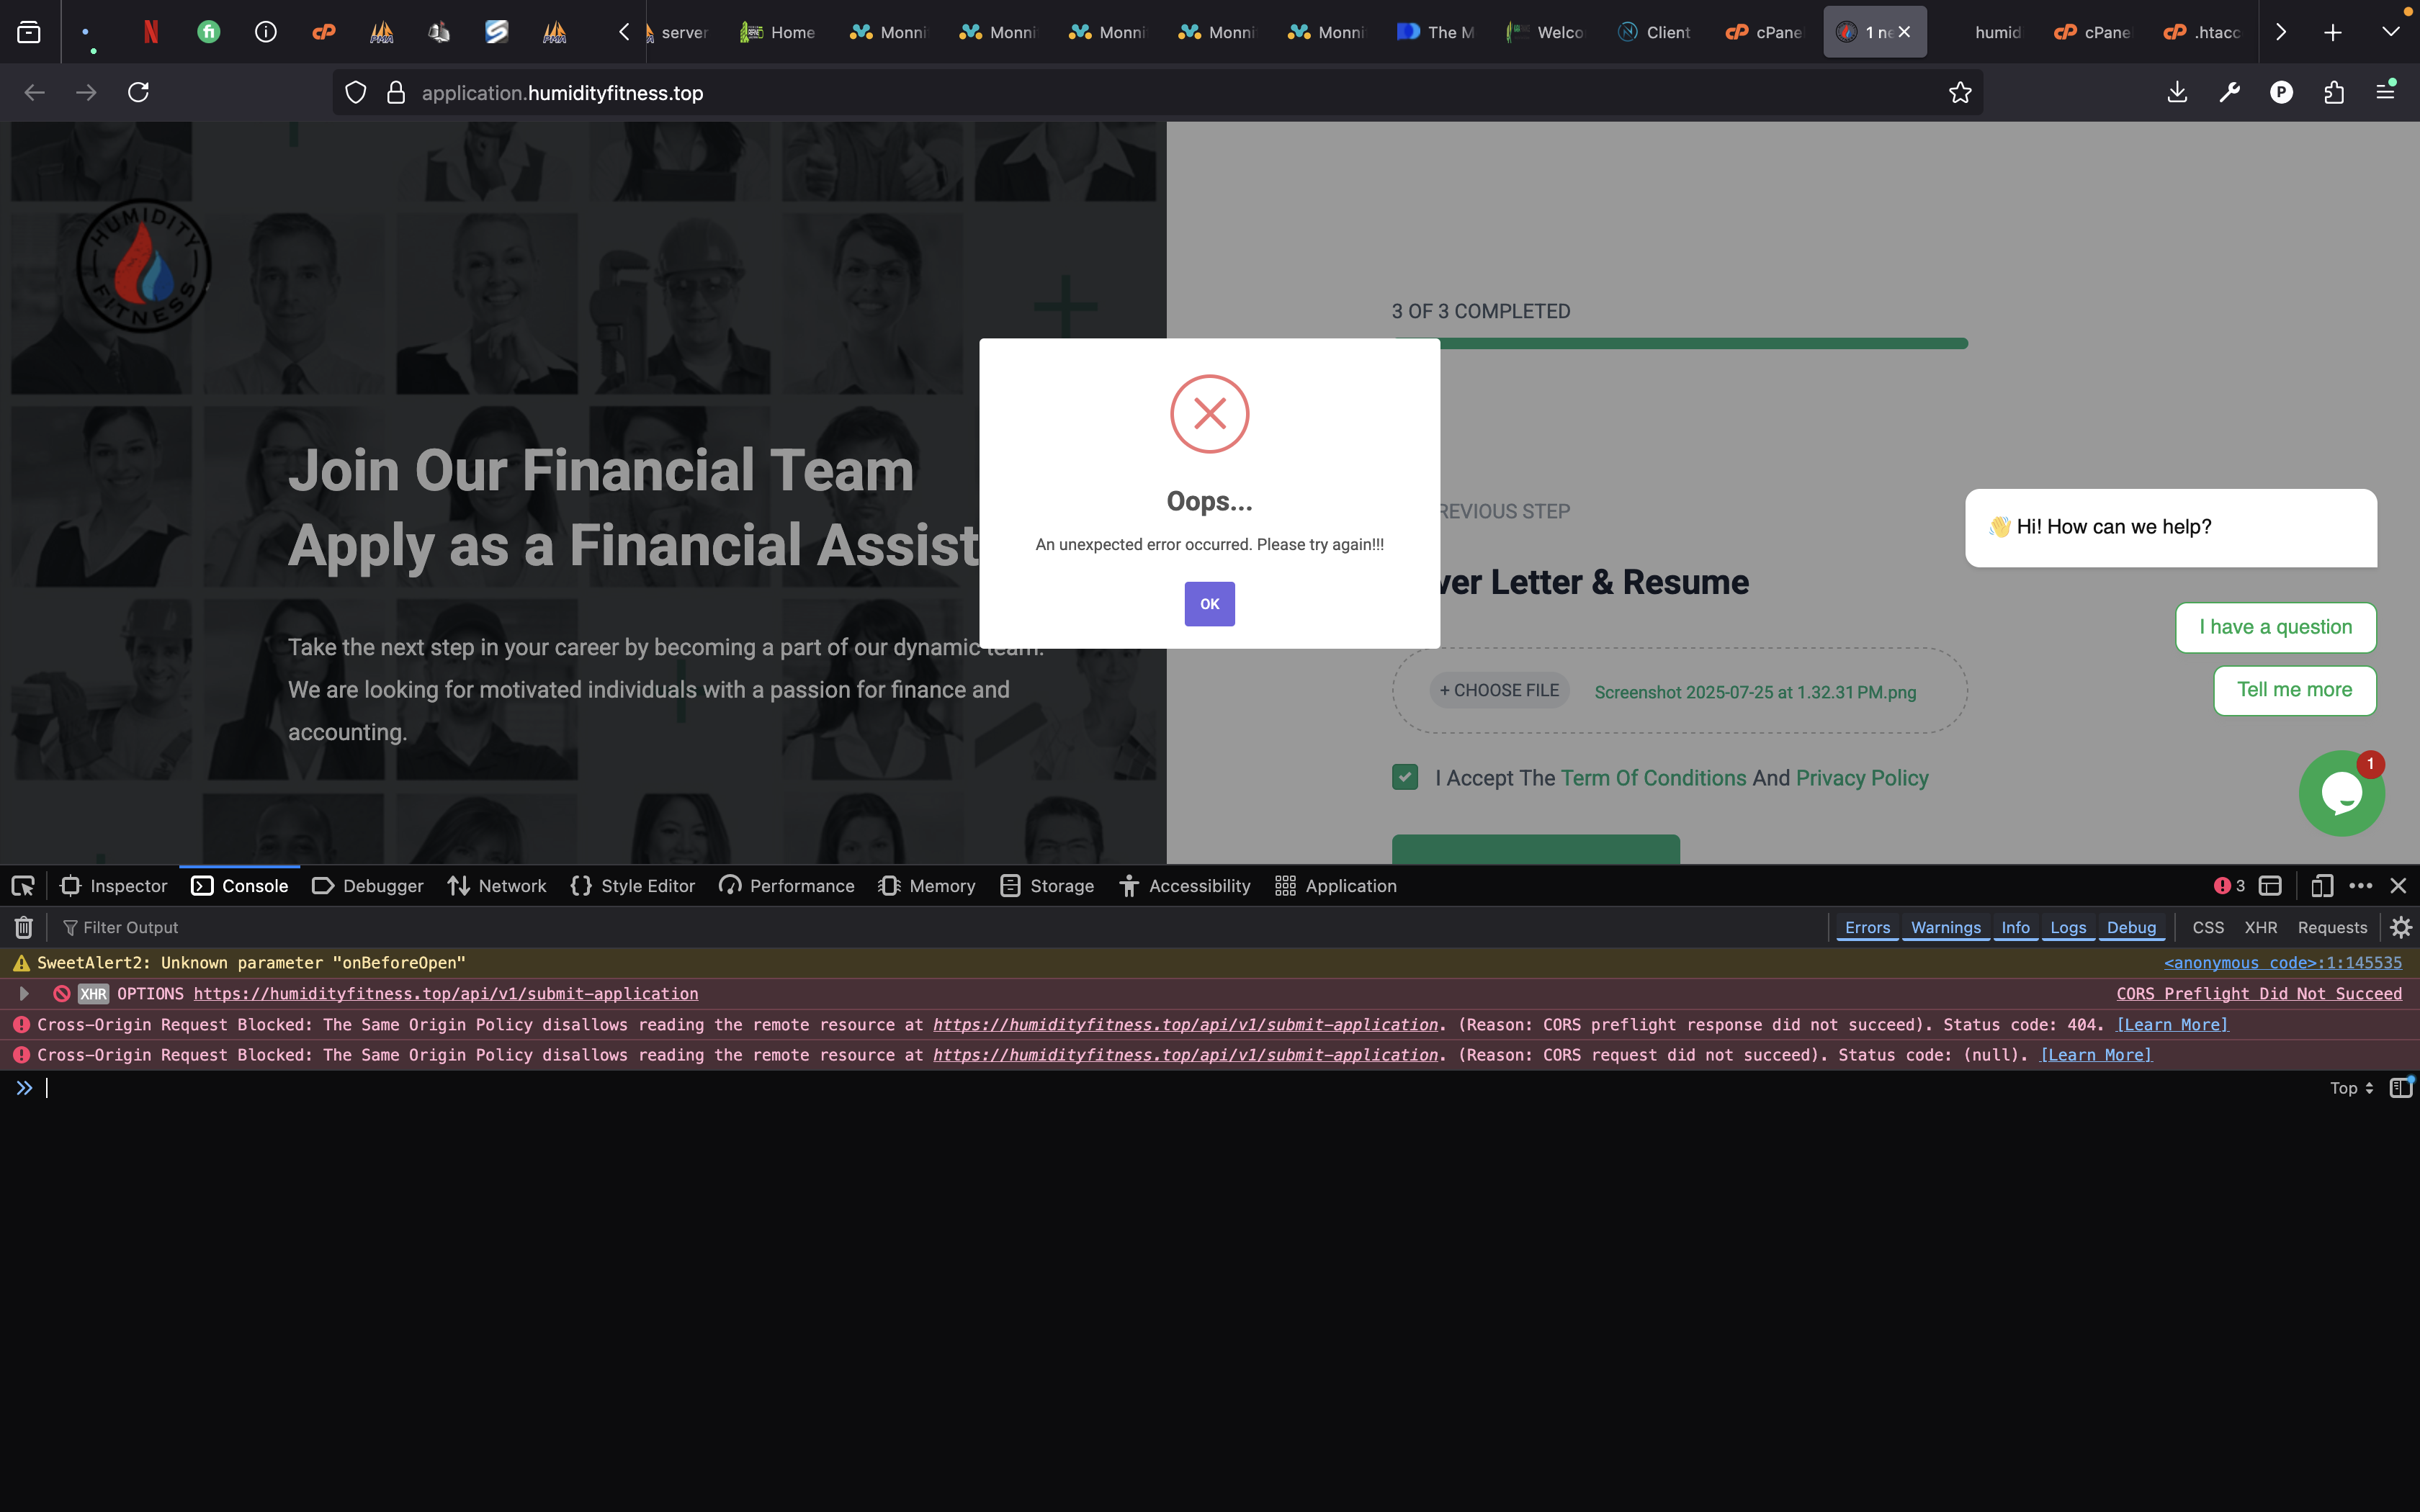 server
Home
Monni
Monni
Monni
Monni
Monni
The M
Welco
Client
cPane
1 ne
humid
cPane
.htacc
application.humidityfitness.top
HUMIDITY
FITNESS
Join Our Financial Team
Apply as a Financial Assist
Take the next step in your career by becoming a part of our dynamic team.
We are looking for motivated individuals with a passion for finance and
accounting.
3 OF 3 COMPLETED
REVIOUS STEP
ver Letter & Resume
+ CHOOSE FILE
Screenshot 2025-07-25 at 1.32.31 PM.png
I Accept The Term Of Conditions And Privacy Policy
Oops...
An unexpected error occurred. Please try again!!!
OK
👋 Hi! How can we help?
I have a question
Tell me more
1
Inspector
Console
Debugger
Network
Style Editor
Performance
Memory
Storage
Accessibility
Application
3
Filter Output
Errors
Warnings
Info
Logs
Debug
CSS
XHR
Requests
SweetAlert2: Unknown parameter "onBeforeOpen"
<anonymous code>:1:145535
XHR OPTIONS https://humidityfitness.top/api/v1/submit-application
CORS Preflight Did Not Succeed
Cross-Origin Request Blocked: The Same Origin Policy disallows reading the remote resource at https://humidityfitness.top/api/v1/submit-application. (Reason: CORS preflight response did not succeed). Status code: 404. [Learn More]
Cross-Origin Request Blocked: The Same Origin Policy disallows reading the remote resource at https://humidityfitness.top/api/v1/submit-application. (Reason: CORS request did not succeed). Status code: (null). [Learn More]
Top